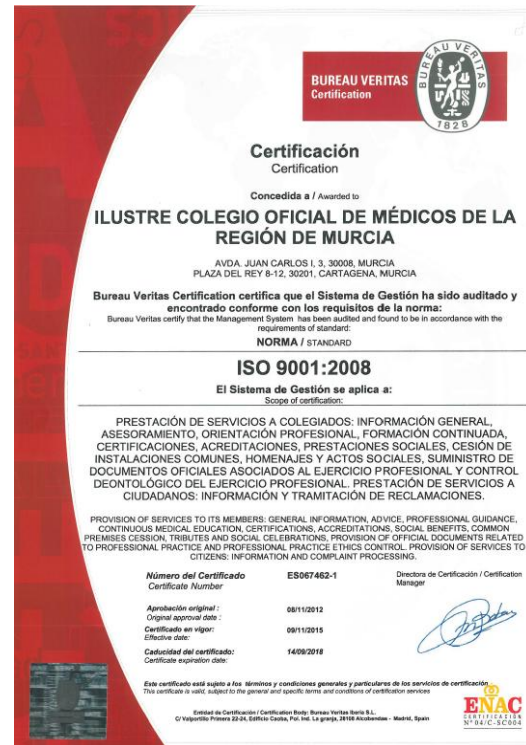 BUREAU VERITAS
Certification
BUREAU VERITAS
1828
Certificación
Certification
Concedida a / Awarded to
ILUSTRE COLEGIO OFICIAL DE MÉDICOS DE LA
REGIÓN DE MURCIA
AVDA. JUAN CARLOS I, 3, 30008, MURCIA
PLAZA DEL REY 8-12, 30201, CARTAGENA, MURCIA
Bureau Veritas Certification certifica que el Sistema de Gestión ha sido auditado y
encontrado conforme con los requisitos de la norma:
Bureau Veritas certify that the Management System has been audited and found to be in accordance with the
requirements of standard:
NORMA / STANDARD
ISO 9001:2008
El Sistema de Gestión se aplica a:
Scope of certification:
PRESTACIÓN DE SERVICIOS A COLEGIADOS: INFORMACIÓN GENERAL,
ASESORAMIENTO, ORIENTACIÓN PROFESIONAL, FORMACIÓN CONTINUADA,
CERTIFICACIONES, ACREDITACIONES, PRESTACIONES SOCIALES, CESIÓN DE
INSTALACIONES COMUNES, HOMENAJES Y ACTOS SOCIALES, SUMINISTRO DE
DOCUMENTOS OFICIALES ASOCIADOS AL EJERCICIO PROFESIONAL Y CONTROL
DEONTOLÓGICO DEL EJERCICIO PROFESIONAL. PRESTACIÓN DE SERVICIOS A
CIUDADANOS: INFORMACIÓN Y TRAMITACIÓN DE RECLAMACIONES.
PROVISION OF SERVICES TO ITS MEMBERS: GENERAL INFORMATION, ADVICE, PROFESSIONAL GUIDANCE,
CONTINUOUS MEDICAL EDUCATION, CERTIFICATIONS, ACCREDITATIONS, SOCIAL BENEFITS, COMMON
PREMISES CESSION, TRIBUTES AND SOCIAL CELEBRATIONS, PROVISION OF OFFICIAL DOCUMENTS RELATED
TO PROFESSIONAL PRACTICE AND PROFESSIONAL PRACTICE ETHICS CONTROL. PROVISION OF SERVICES TO
CITIZENS: INFORMATION AND COMPLAINT PROCESSING.
Número del Certificado ES067462-1 Directora de Certificación / Certification
Certificate Number Manager
Aprobación original : 08/11/2012
Original approval date :
Certificado en vigor: 09/11/2015
Effective date:
Caducidad del certificado: 14/09/2018
Certificate expiration date:
Este certificado está sujeto a los términos y condiciones generales y particulares de los servicios de certificación
This certificate is valid, subject to the general and specific terms and conditions of certification services
Entidad de Certificación / Certification Body: Bureau Veritas Iberia S.L.
C/ Valportillo Primera 22-24, Edificio Caoba, Pol. Ind. La granja, 28108 Alcobendas - Madrid, Spain
ENAC
CERTIFICACIÓN
Nº04/C-SC004